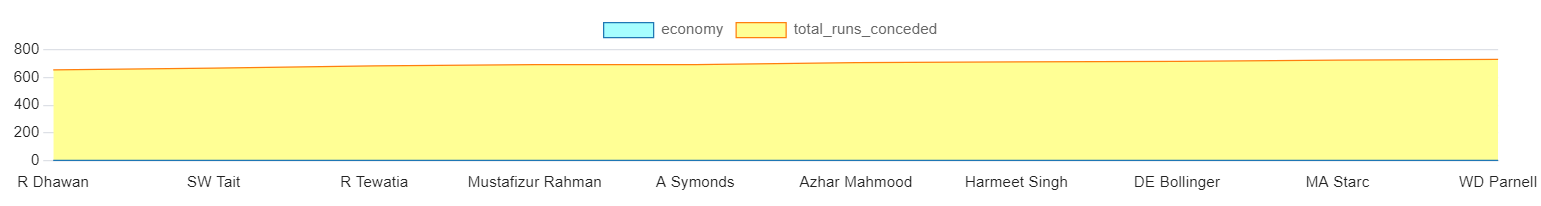 economy total_runs_conceded
800
600
400
200
0
R Dhawan SW Tait R Tewatia Mustafizur Rahman A Symonds Azhar Mahmood Harmeet Singh DE Bollinger MA Starc WD Parnell